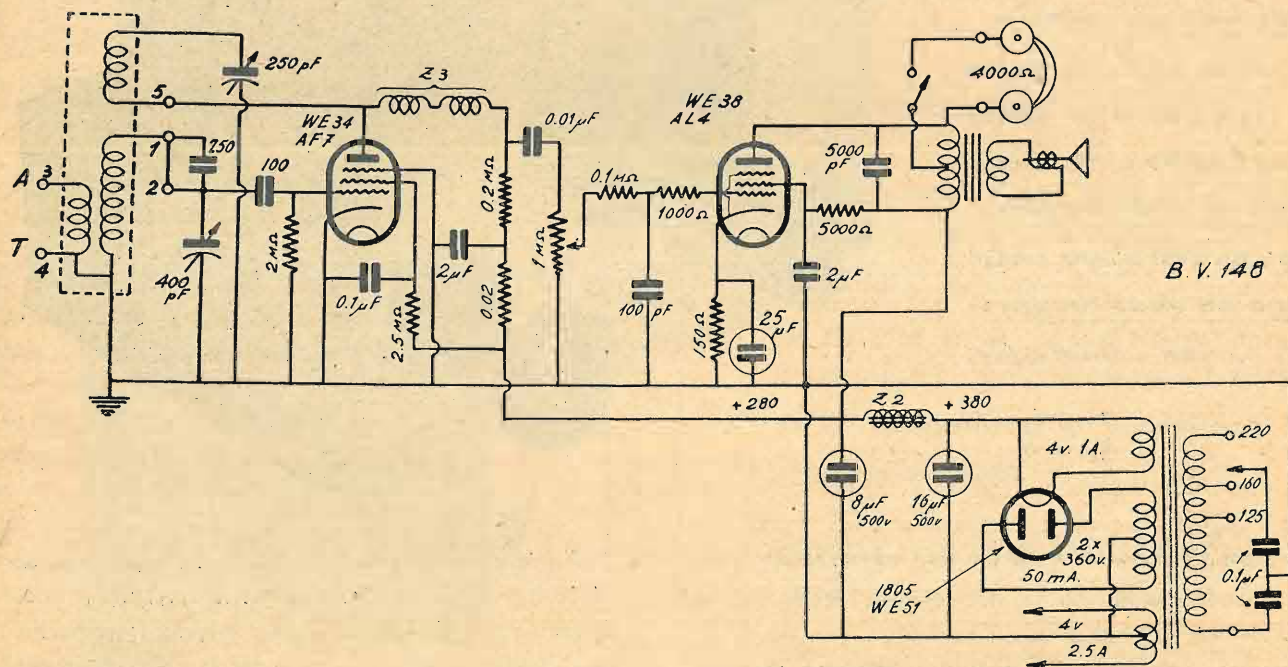 250pF
5
1
250
2
A 3
T
4
400
pF
100
2MΩ
WE34
AF7
Z3
0.1µF
2.5MΩ
2µF
0.2MΩ
0.02
0.01µF
1MΩ
0.1MΩ
100 pF
1000Ω
WE38
AL4
150Ω
25
µF
5000
pF
5000Ω
2µF
4000Ω
B.V. 148
+280
Z2
+380
8µF
500v
16µF
500v
4v. 1A.
2x
360v.
50mA.
1805
WE51
4v
2.5A
220
160
125
0.1µF